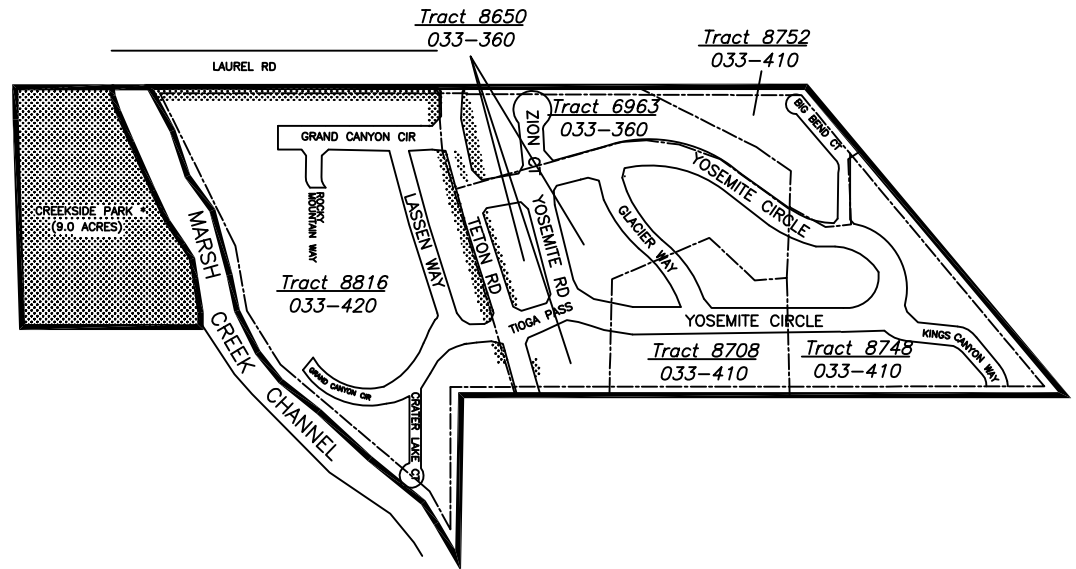 Tract 8650
033-360
Tract 8752
033-410
LAUREL RD
Tract 6963
033-360
BIG BEND CT
ZION CT
GRAND CANYON CIR
YOSEMITE CIRCLE
ROCKY
MOUNTAIN WAY
LASSEN WAY
TETON RD
YOSEMITE RD
GLACIER WAY
CREEKSIDE PARK *
(9.0 ACRES)
MARSH CREEK CHANNEL
Tract 8816
033-420
TIOGA PASS
YOSEMITE CIRCLE
KINGS CANYON WAY
Tract 8708
033-410
Tract 8748
033-410
GRAND CANYON CIR
CRATER LAKE CT